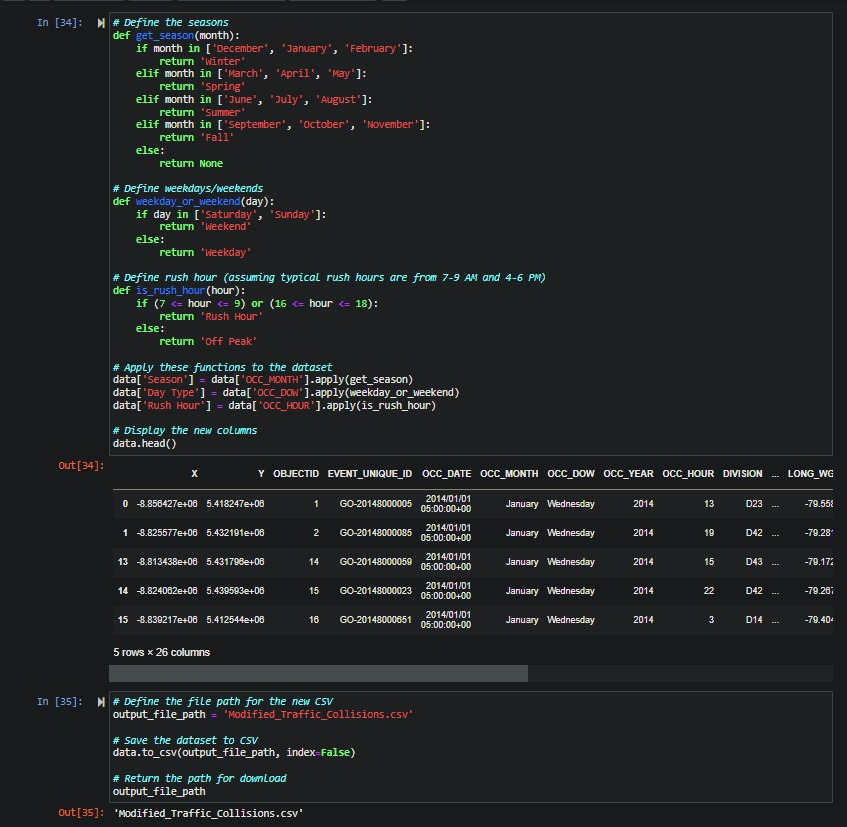 In [34]:
# Define the seasons
def get_season(month):
    if month in ['December', 'January', 'February']:
        return 'Winter'
    elif month in ['March', 'April', 'May']:
        return 'Spring'
    elif month in ['June', 'July', 'August']:
        return 'Summer'
    elif month in ['September', 'October', 'November']:
        return 'Fall'
    else:
        return None

# Define weekdays/weekends
def weekday_or_weekend(day):
    if day in ['Saturday', 'Sunday']:
        return 'Weekend'
    else:
        return 'Weekday'

# Define rush hour (assuming typical rush hours are from 7-9 AM and 4-6 PM)
def is_rush_hour(hour):
    if (7 <= hour <= 9) or (16 <= hour <= 18):
        return 'Rush Hour'
    else:
        return 'Off Peak'

# Apply these functions to the dataset
data['Season'] = data['OCC_MONTH'].apply(get_season)
data['Day Type'] = data['OCC_DOW'].apply(weekday_or_weekend)
data['Rush Hour'] = data['OCC_HOUR'].apply(is_rush_hour)

# Display the new columns
data.head()
Out[34]:
X Y OBJECTID EVENT_UNIQUE_ID OCC_DATE OCC_MONTH OCC_DOW OCC_YEAR OCC_HOUR DIVISION ... LONG_WG
0 -8.856427e+06 5.418247e+06 1 GO-20148000005 2014/01/01 05:00:00+00 January Wednesday 2014 13 D23 ... -79.558
1 -8.825577e+06 5.432191e+06 2 GO-20148000085 2014/01/01 05:00:00+00 January Wednesday 2014 19 D42 ... -79.281
13 -8.813438e+06 5.431796e+06 14 GO-20148000059 2014/01/01 05:00:00+00 January Wednesday 2014 15 D43 ... -79.172
14 -8.824062e+06 5.439593e+06 15 GO-20148000023 2014/01/01 05:00:00+00 January Wednesday 2014 22 D42 ... -79.267
15 -8.839217e+06 5.412544e+06 16 GO-20148000651 2014/01/01 05:00:00+00 January Wednesday 2014 3 D14 ... -79.404
5 rows × 26 columns
In [35]:
# Define the file path for the new CSV
output_file_path = 'Modified_Traffic_Collisions.csv'

# Save the dataset to CSV
data.to_csv(output_file_path, index=False)

# Return the path for download
output_file_path
Out[35]: 'Modified_Traffic_Collisions.csv'